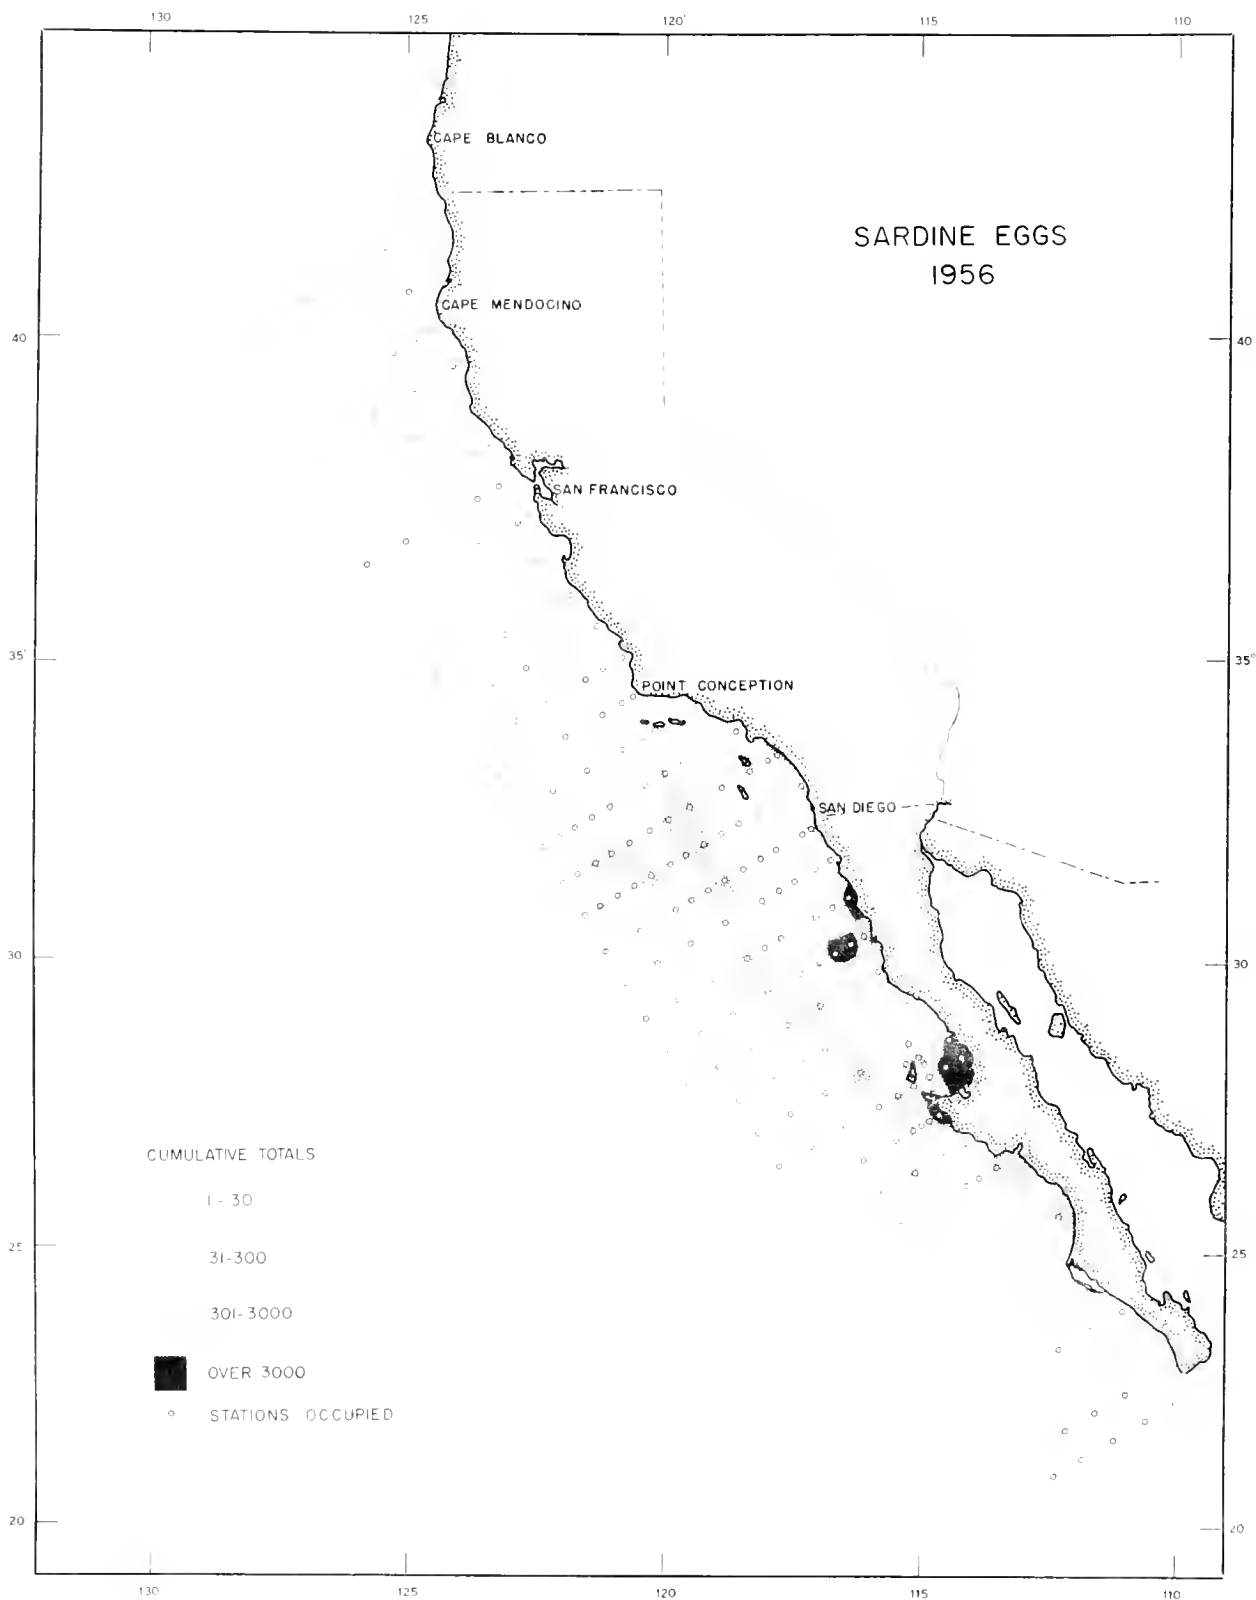 130 125 120° 115 110
CAPE BLANCO
SARDINE EGGS
1956
CAPE MENDOCINO
40 40
SAN FRANCISCO
35° 35°
POINT CONCEPTION
SAN DIEGO
30 30
CUMULATIVE TOTALS
1-30
25 25
31-300
301-3000
OVER 3000
STATIONS OCCUPIED
20 20
130 125 120 115 110